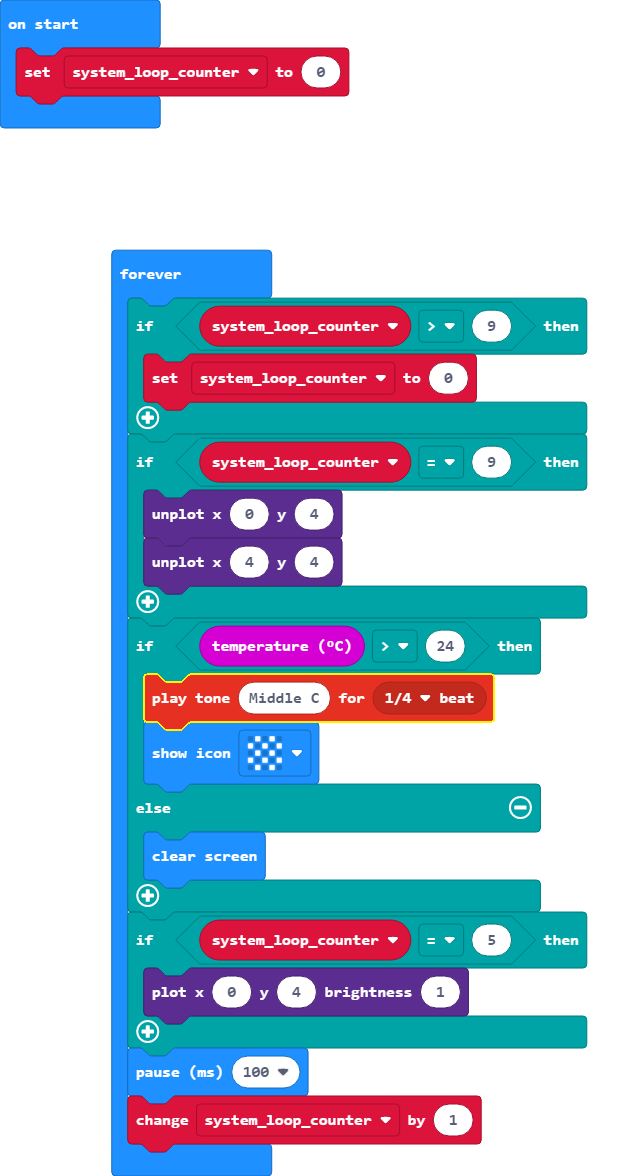 on start
set system_loop_counter to 0
forever
if system_loop_counter > 9 then
set system_loop_counter to 0
if system_loop_counter = 9 then
unplot x 0 y 4
unplot x 4 y 4
if temperature (ºC) > 24 then
play tone Middle C for 1/4 beat
show icon
else
clear screen
if system_loop_counter = 5 then
plot x 0 y 4 brightness 1
pause (ms) 100
change system_loop_counter by 1